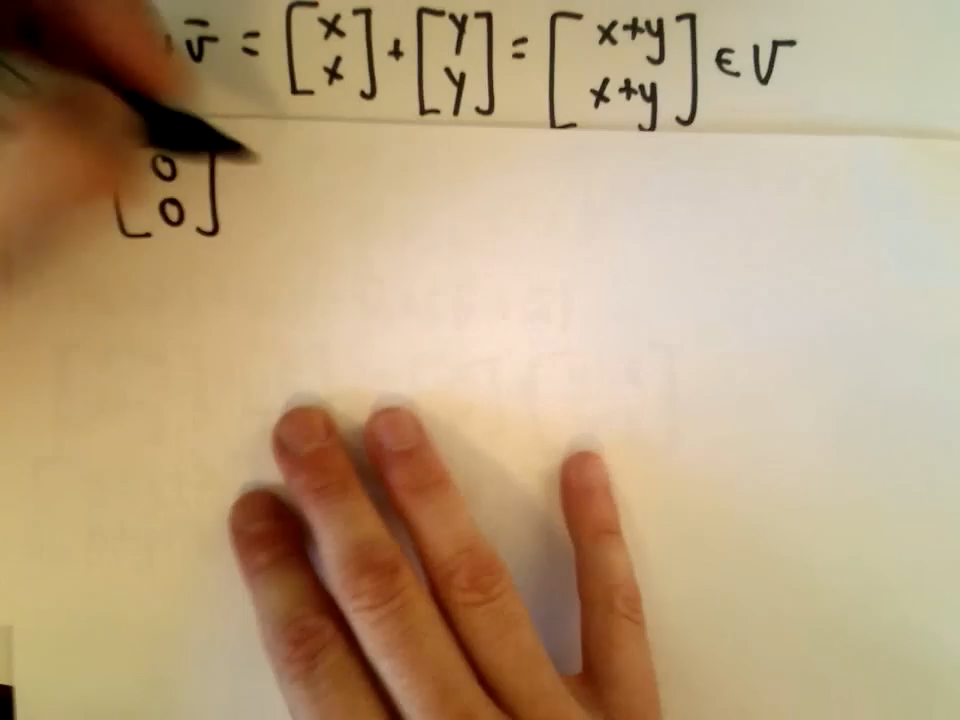 v̄ = [x x] + [y y] = [x+y x+y] ∈ V
[0 0]